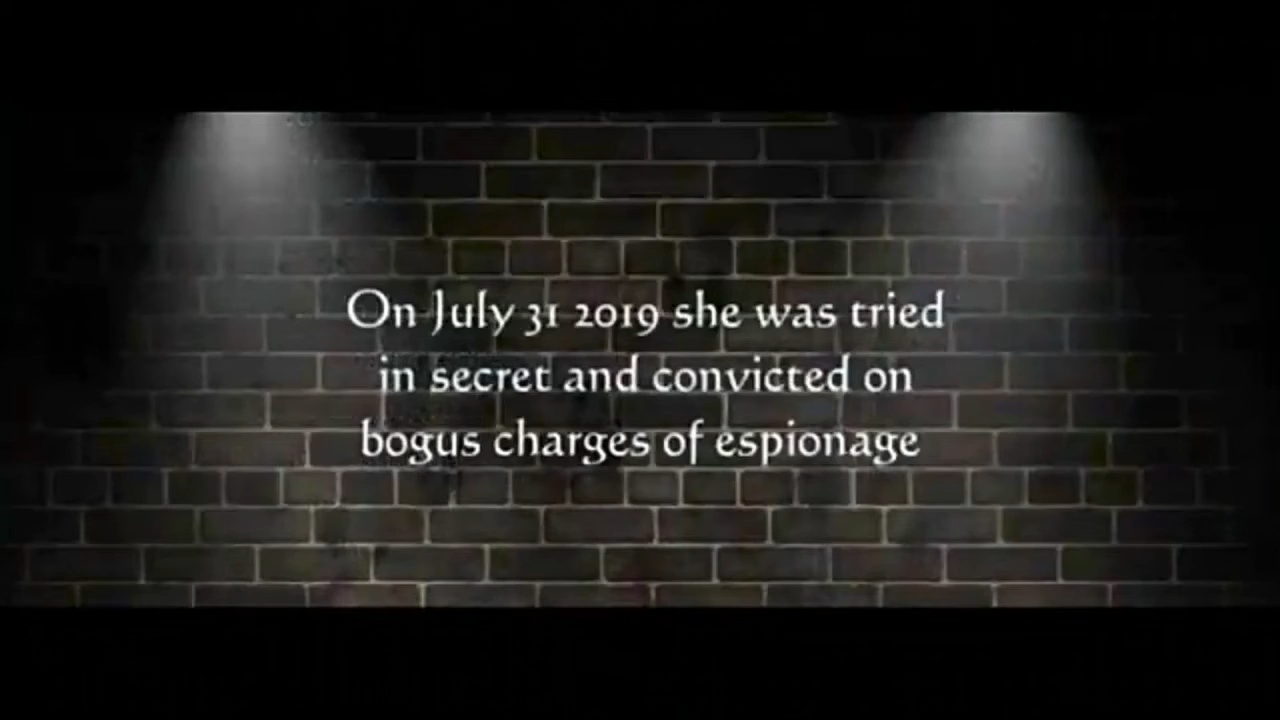 On July 31 2019 she was tried
in secret and convicted on
bogus charges of espionage